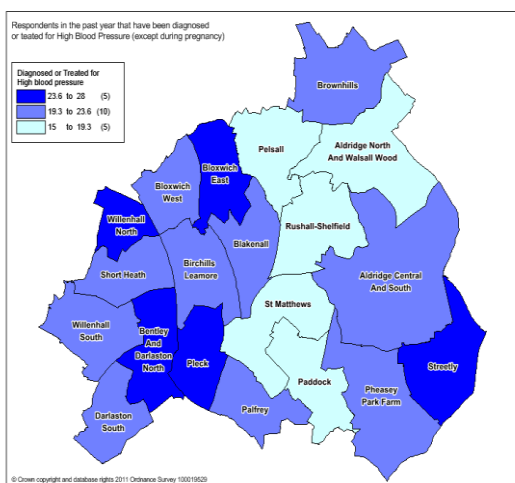 Respondents in the past year that have been diagnosed
or teated for High Blood Pressure (except during pregnancy)
Diagnosed or Treated for
High blood pressure
23.6 to 28 (5)
19.3 to 23.6 (10)
15 to 19.3 (5)
Brownhills
Pelsall
Aldridge North
And Walsall Wood
Bloxwich
East
Bloxwich
West
Willenhall
North
Rushall-Shelfield
Blakenall
Short Heath
Birchills
Leamore
Aldridge Central
And South
St Matthews
Willenhall
South
Bentley
And
Darlaston
North
Pleck
Streetly
Paddock
Pheasey
Park Farm
Palfrey
Darlaston
South
© Crown copyright and database rights 2011 Ordnance Survey 100019529